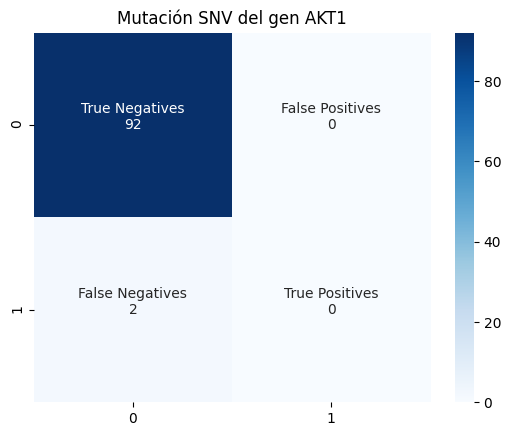 Mutación SNV del gen AKT1
0
True Negatives
92
False Positives
0
1
False Negatives
2
True Positives
0
0
1
80
60
40
20
0